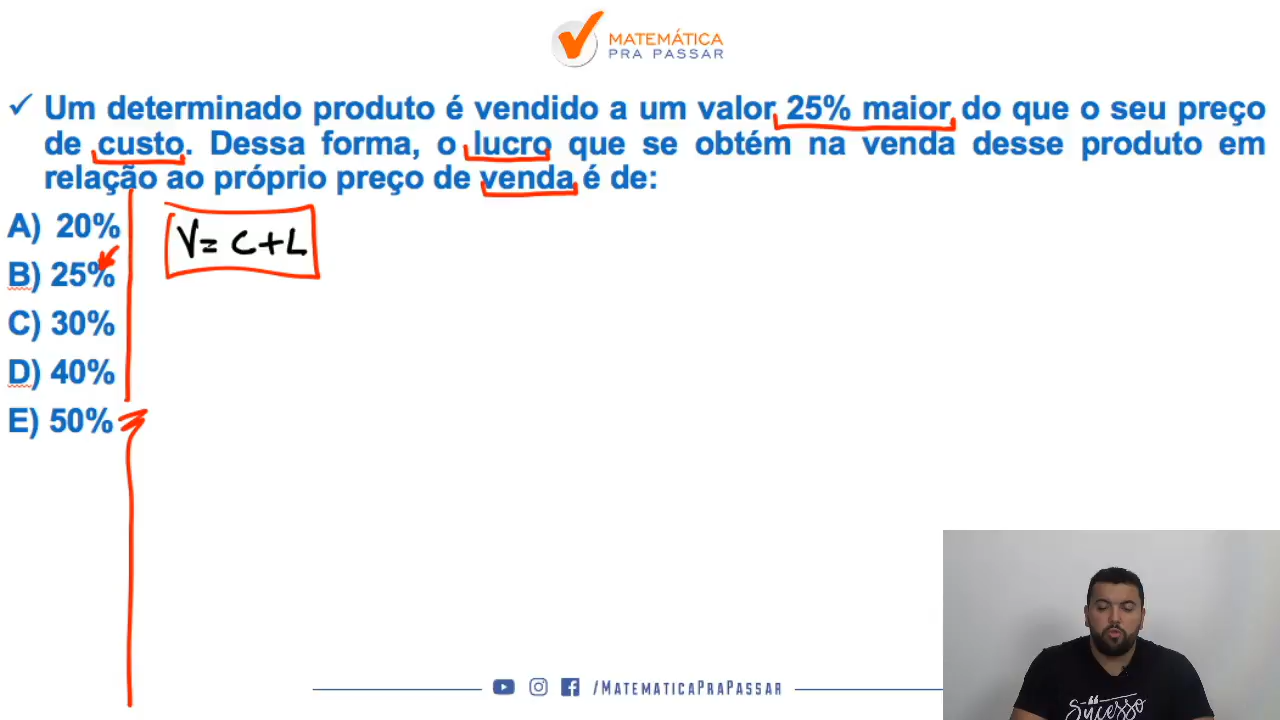 MATEMÁTICA
PRA PASSAR
✓ Um determinado produto é vendido a um valor 25% maior do que o seu preço
de custo. Dessa forma, o lucro que se obtém na venda desse produto em
relação ao próprio preço de venda é de:
A) 20%
V = C + L
B) 25%
C) 30%
D) 40%
E) 50%
/MATEMATICAPRAPASSAR
"Sucesso